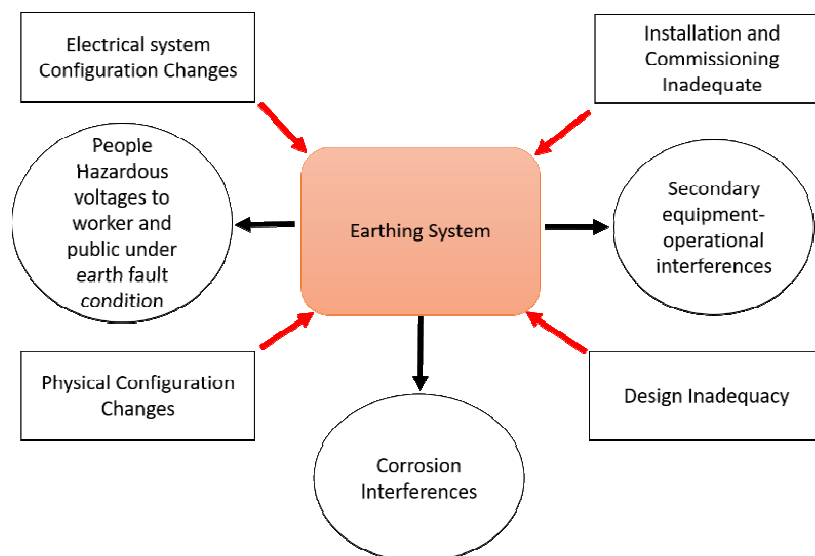 Electrical system
Configuration Changes
Installation and
Commissioning
Inadequate
People
Hazardous
voltages to
worker and
public under
earth fault
condition
Earthing System
Secondary
equipment-
operational
interferences
Physical Configuration
Changes
Design Inadequacy
Corrosion
Interferences